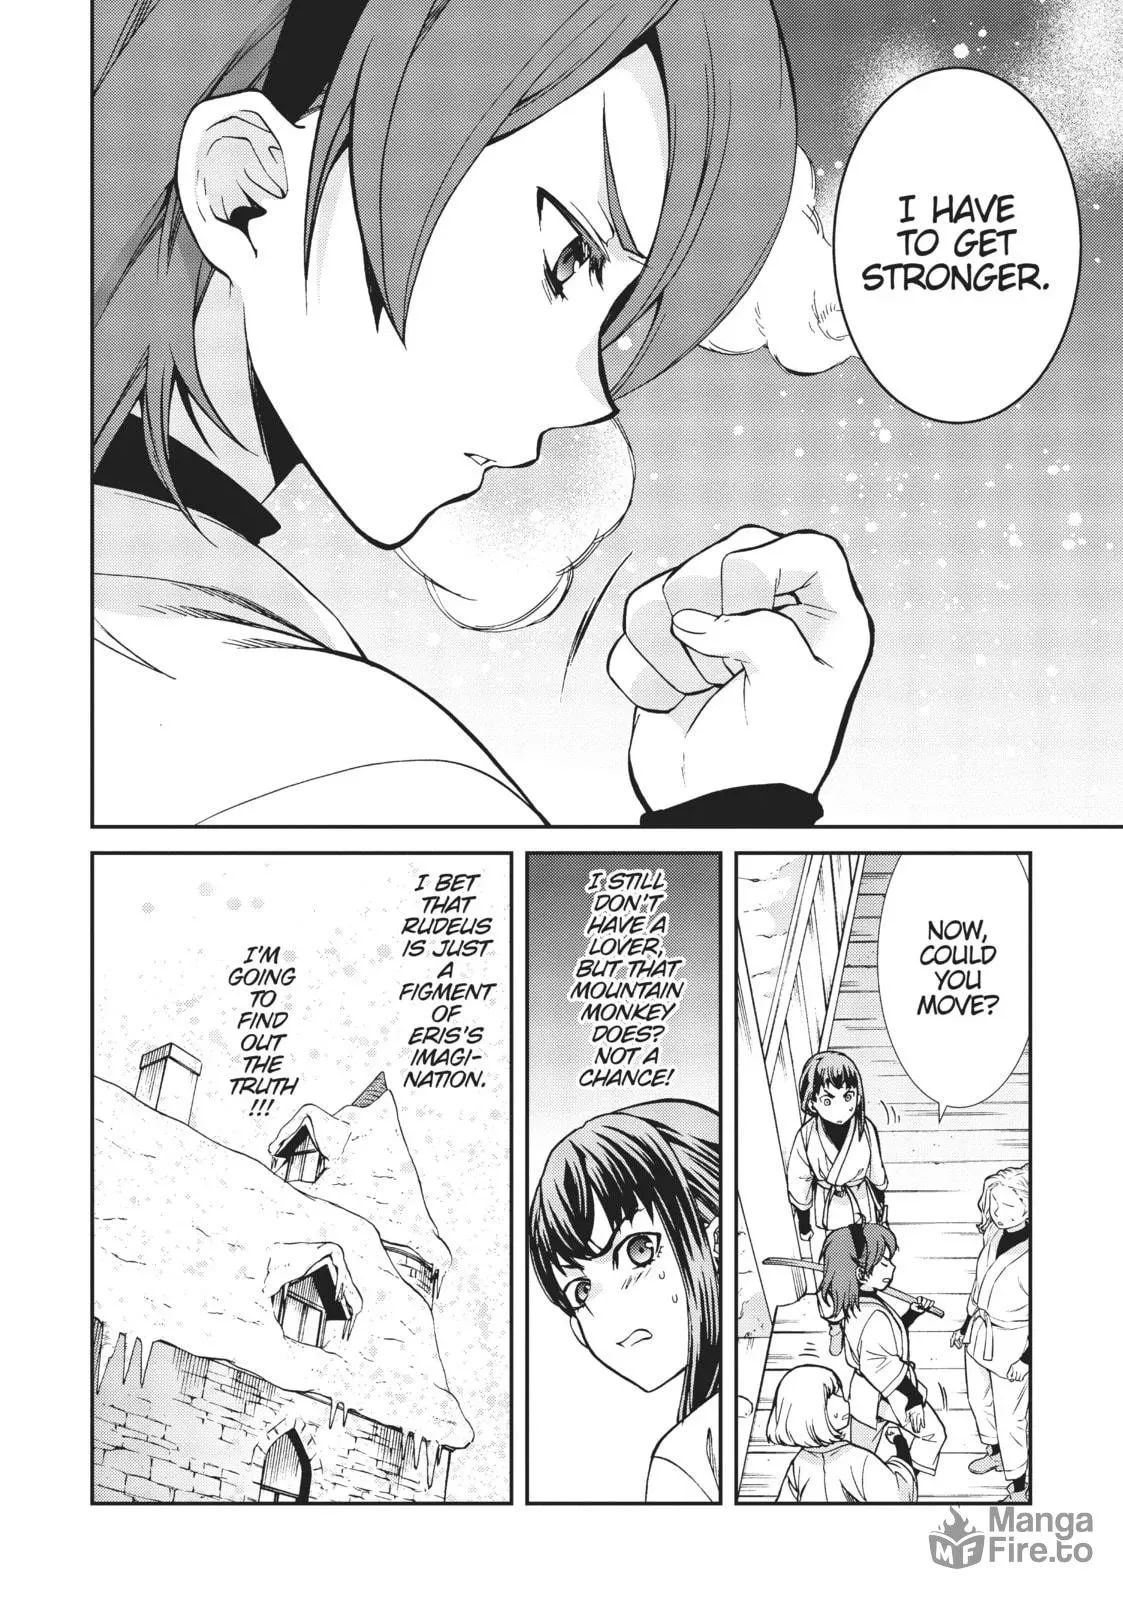 I HAVE
TO GET
STRONGER.
NOW,
COULD
YOU
MOVE?
I STILL
DON'T
HAVE A
LOVER,
BUT THAT
MOUNTAIN
MONKEY
DOES?
NOT A
CHANCE!
I BET
THAT
RUDEUS
IS JUST
A
FIGMENT
OF
ERIS'S
IMAGI-
NATION.
I'M
GOING
TO
FIND
OUT
THE
TRUTH
!!!
MF
Manga
Fire.to